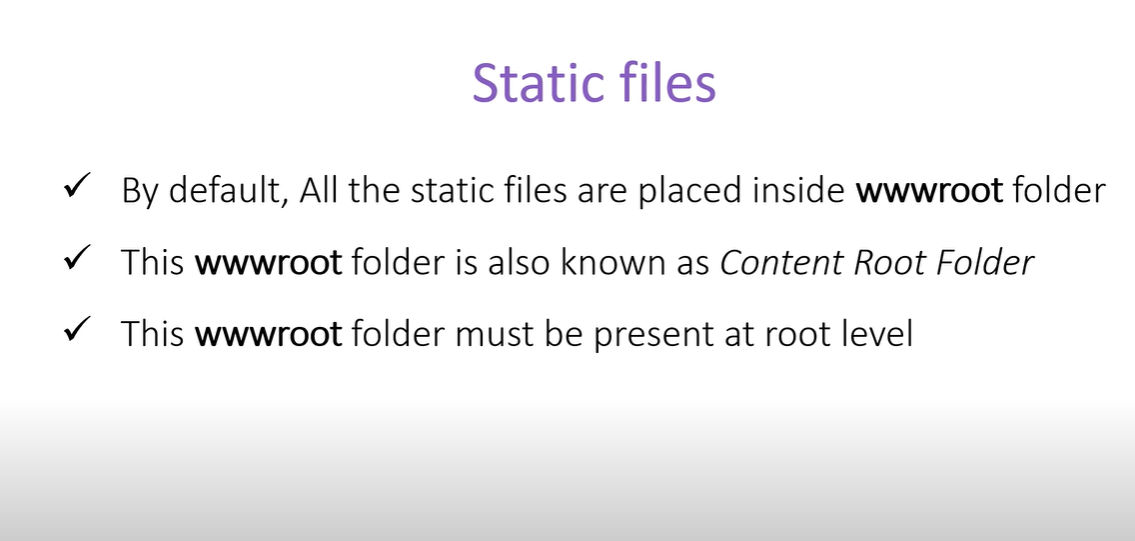 Static files
✓ By default, All the static files are placed inside wwwroot folder
✓ This wwwroot folder is also known as Content Root Folder
✓ This wwwroot folder must be present at root level